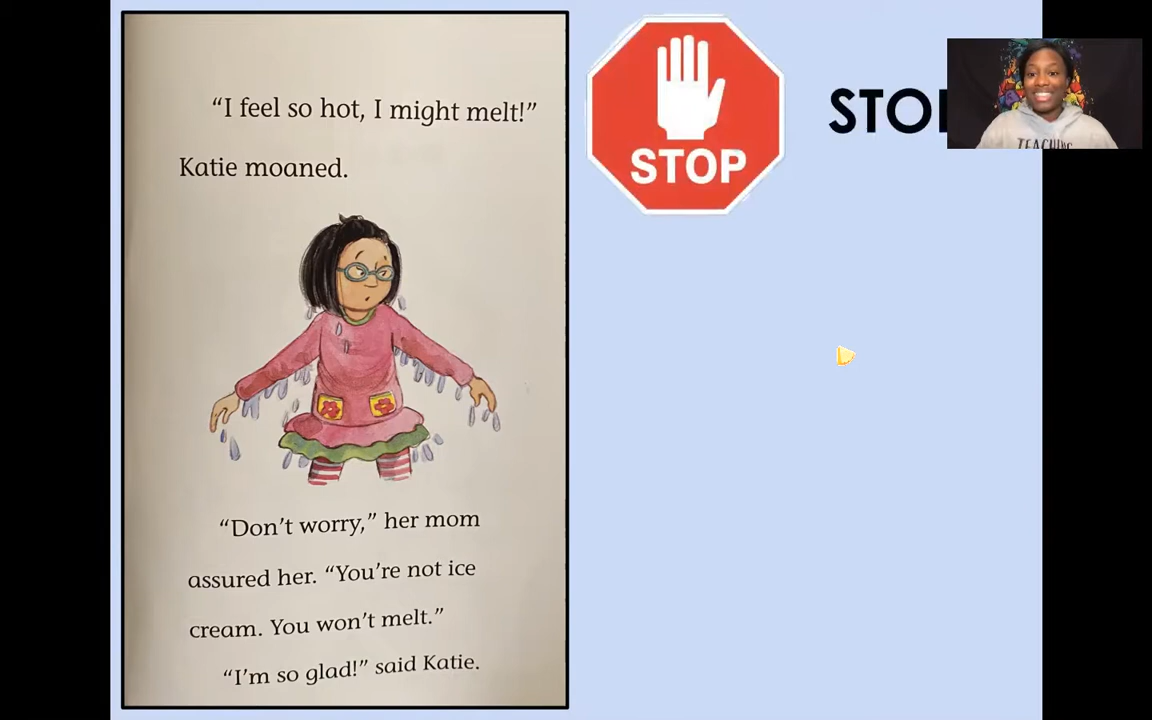 “I feel so hot, I might melt!”
Katie moaned.
“Don’t worry,” her mom
assured her. “You’re not ice
cream. You won’t melt.”
“I’m so glad!” said Katie.
STOP
TEACHING